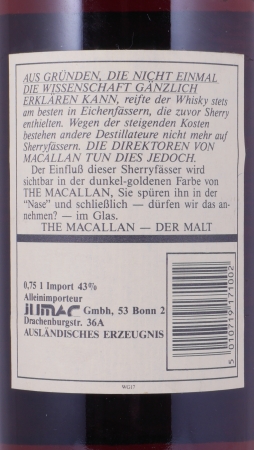 AUS GRÜNDEN, DIE NICHT EINMAL
DIE WISSENSCHAFT GÄNZLICH
ERKLÄREN KANN, reifte der Whisky stets
am besten in Eichenfässern, die zuvor Sherry
enthielten. Wegen der steigenden Kosten
bestehen andere Destillateure nicht mehr auf
Sherryfässern. DIE DIREKTOREN VON
MACALLAN TUN DIES JEDOCH.
Der Einfluß dieser Sherryfässer wird
sichtbar in der dunkel-goldenen Farbe von
THE MACALLAN, Sie spüren ihn in der
"Nase" und schließlich — dürfen wir das an-
nehmen? — im Glas.
THE MACALLAN — DER MALT
0,75 l Import 43%
Alleinimporteur
JUMAC GmbH, 53 Bonn 2
Drachenburgstr. 36A
AUSLÄNDISCHES ERZEUGNIS
5 010719 171002
WG17